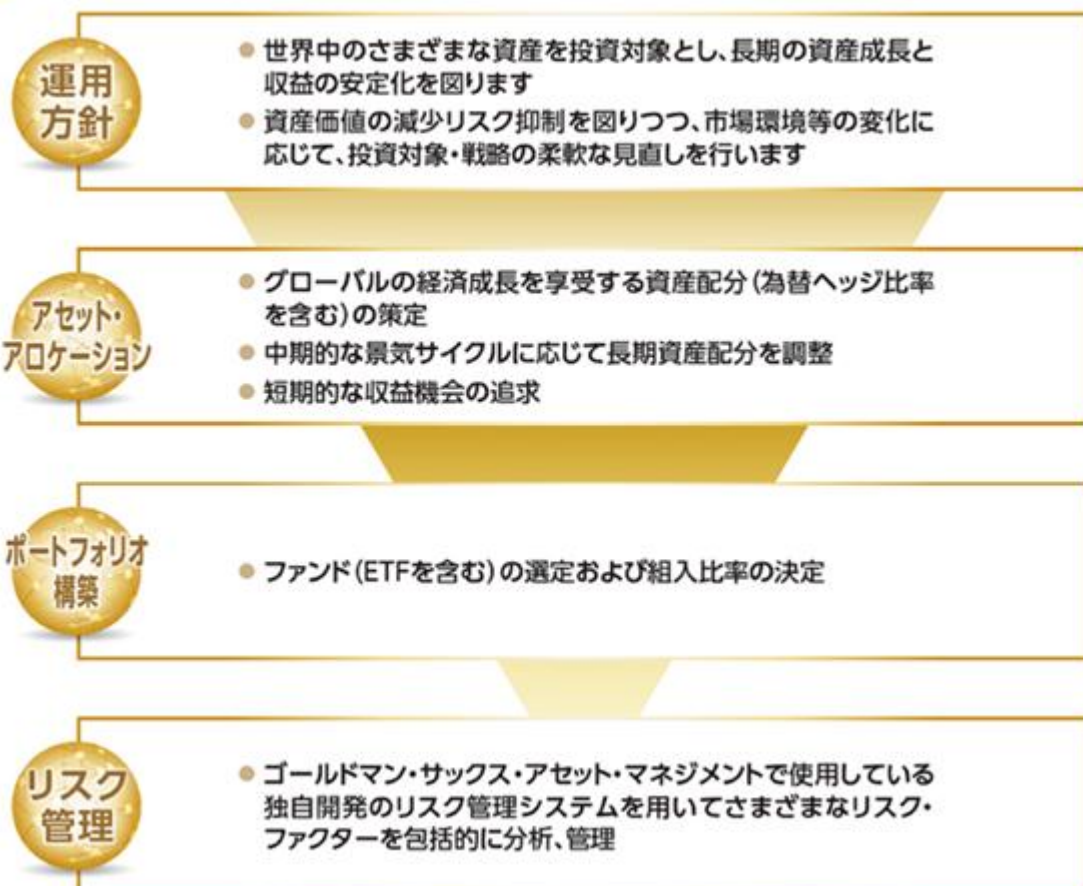 運用
方針
● 世界中のさまざまな資産を投資対象とし、長期の資産成長と
収益の安定化を図ります
● 資産価値の減少リスク抑制を図りつつ、市場環境等の変化に
応じて、投資対象・戦略の柔軟な見直しを行います
アセット・
アロケーション
● グローバルの経済成長を享受する資産配分(為替ヘッジ比率
を含む)の策定
● 中期的な景気サイクルに応じて長期資産配分を調整
● 短期的な収益機会の追求
ポートフォリオ
構築
● ファンド(ETFを含む)の選定および組入比率の決定
リスク
管理
● ゴールドマン・サックス・アセット・マネジメントで使用している
独自開発のリスク管理システムを用いてさまざまなリスク・
ファクターを包括的に分析、管理